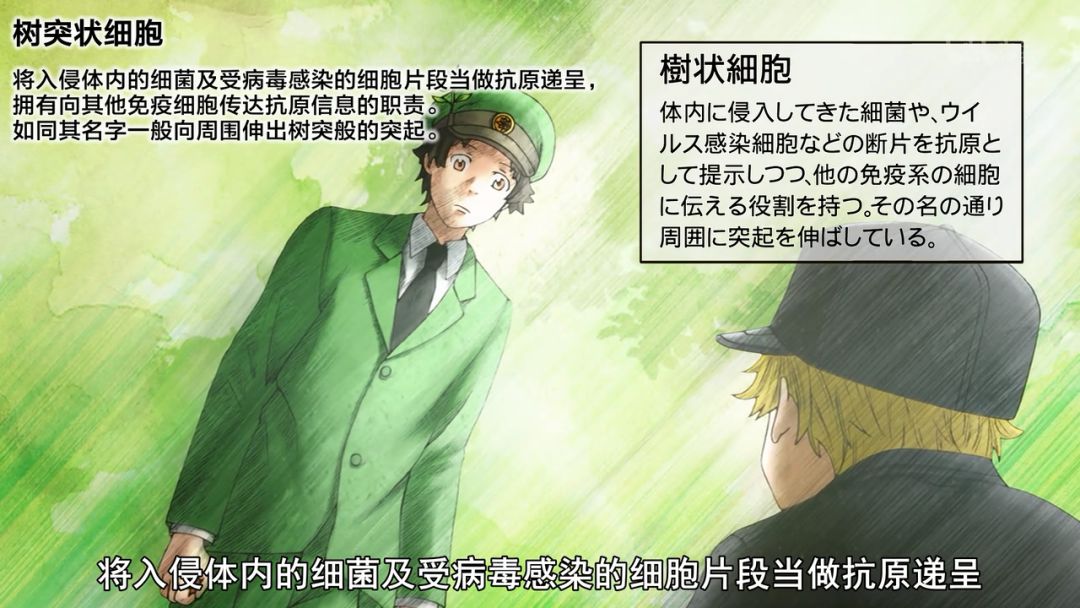 树突状细胞
将入侵体内的细菌及受病毒感染的细胞片段当做抗原递呈，
拥有向其他免疫细胞传达抗原信息的职责。
如同其名字一般向周围伸出树突般的突起。
樹状細胞
体内に侵入してきた細菌や、ウイ
ルス感染細胞などの断片を抗原と
して提示しつつ、他の免疫系の細胞
に伝える役割を持つ。その名の通り
周囲に突起を伸ばしている。
将入侵体内的细菌及受病毒感染的细胞片段当做抗原递呈